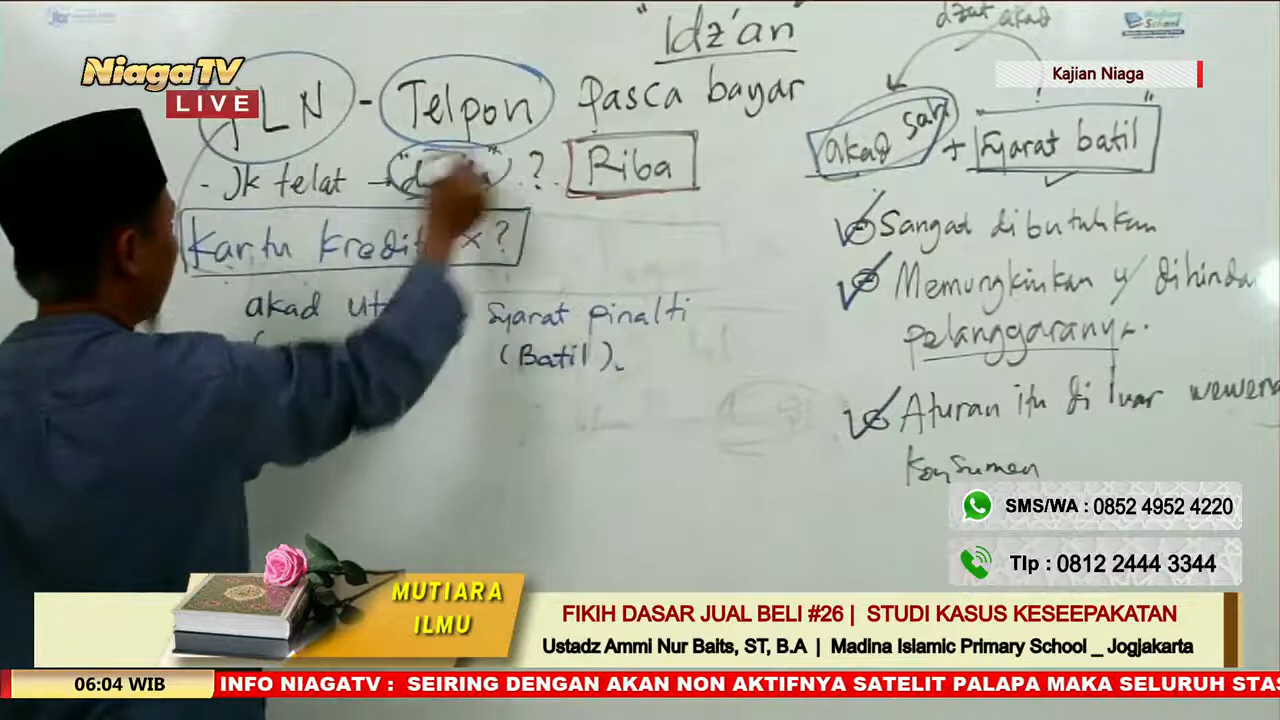 "Idz'an"
dzat akad
NiagaTV
LIVE
Kajian Niaga
PLN - Telpon Pasca bayar
- Jk telat → ? Riba
Kartu Kredit x ?
akad
Syarat pinalti
(Batil).
akad sah + Syarat batil "
Sangat dibutuhkan
Memungkinkan u/ dihindari
pelanggarannya.
Aturan itu di luar
Konsumen
SMS/WA : 0852 4952 4220
Tlp : 0812 2444 3344
MUTIARA
ILMU
FIKIH DASAR JUAL BELI #26 | STUDI KASUS KESEEPAKATAN
Ustadz Ammi Nur Baits, ST, B.A | Madina Islamic Primary School _ Jogjakarta
06:04 WIB
INFO NIAGATV : SEIRING DENGAN AKAN NON AKTIFNYA SATELIT PALAPA MAKA SELURUH STAS